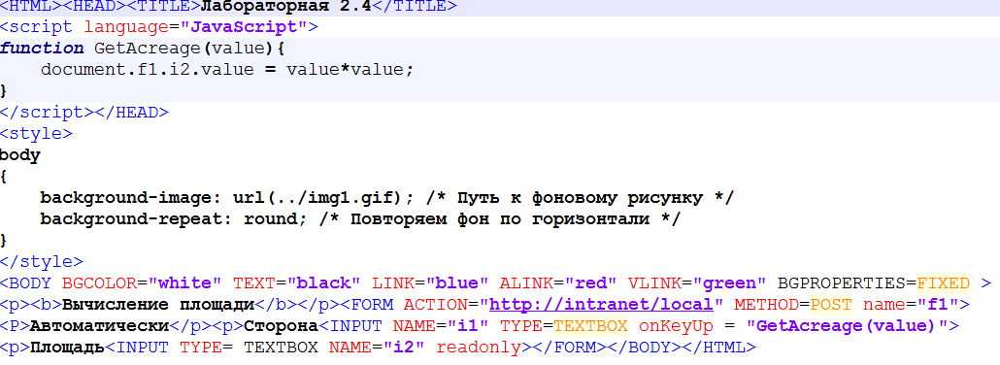 <HTML><HEAD><TITLE>Лабораторная 2.4</TITLE>
<script language="JavaScript">
function GetAcreage(value){
    document.f1.i2.value = value*value;
}
</script></HEAD>
<style>
body
{
    background-image: url(../img1.gif); /* Путь к фоновому рисунку */
    background-repeat: round; /* Повторяем фон по горизонтали */
}
</style>
<BODY BGCOLOR="white" TEXT="black" LINK="blue" ALINK="red" VLINK="green" BGPROPERTIES=FIXED >
<p><b>Вычисление площади</b></p><FORM ACTION="http://intranet/local" METHOD=POST name="f1">
<P>Автоматически</p><p>Сторона<INPUT NAME="i1" TYPE=TEXTBOX onKeyUp = "GetAcreage(value)">
<p>Площадь<INPUT TYPE= TEXTBOX NAME="i2" readonly></FORM></BODY></HTML>